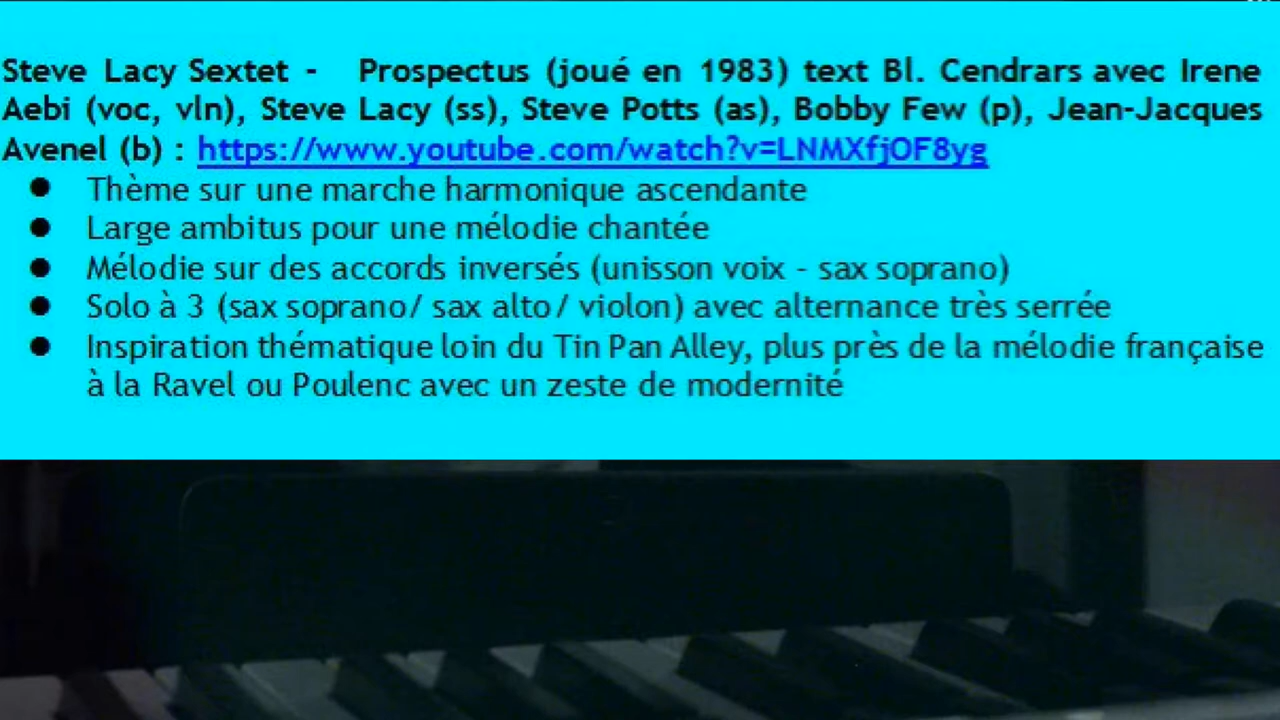 Steve Lacy Sextet - Prospectus (joué en 1983) text Bl. Cendrars avec Irene
Aebi (voc, vln), Steve Lacy (ss), Steve Potts (as), Bobby Few (p), Jean-Jacques
Avenel (b) : https://www.youtube.com/watch?v=LNMXfjOF8yg
● Thème sur une marche harmonique ascendante
● Large ambitus pour une mélodie chantée
● Mélodie sur des accords inversés (unisson voix - sax soprano)
● Solo à 3 (sax soprano/ sax alto/ violon) avec alternance très serrée
● Inspiration thématique loin du Tin Pan Alley, plus près de la mélodie française
à la Ravel ou Poulenc avec un zeste de modernité